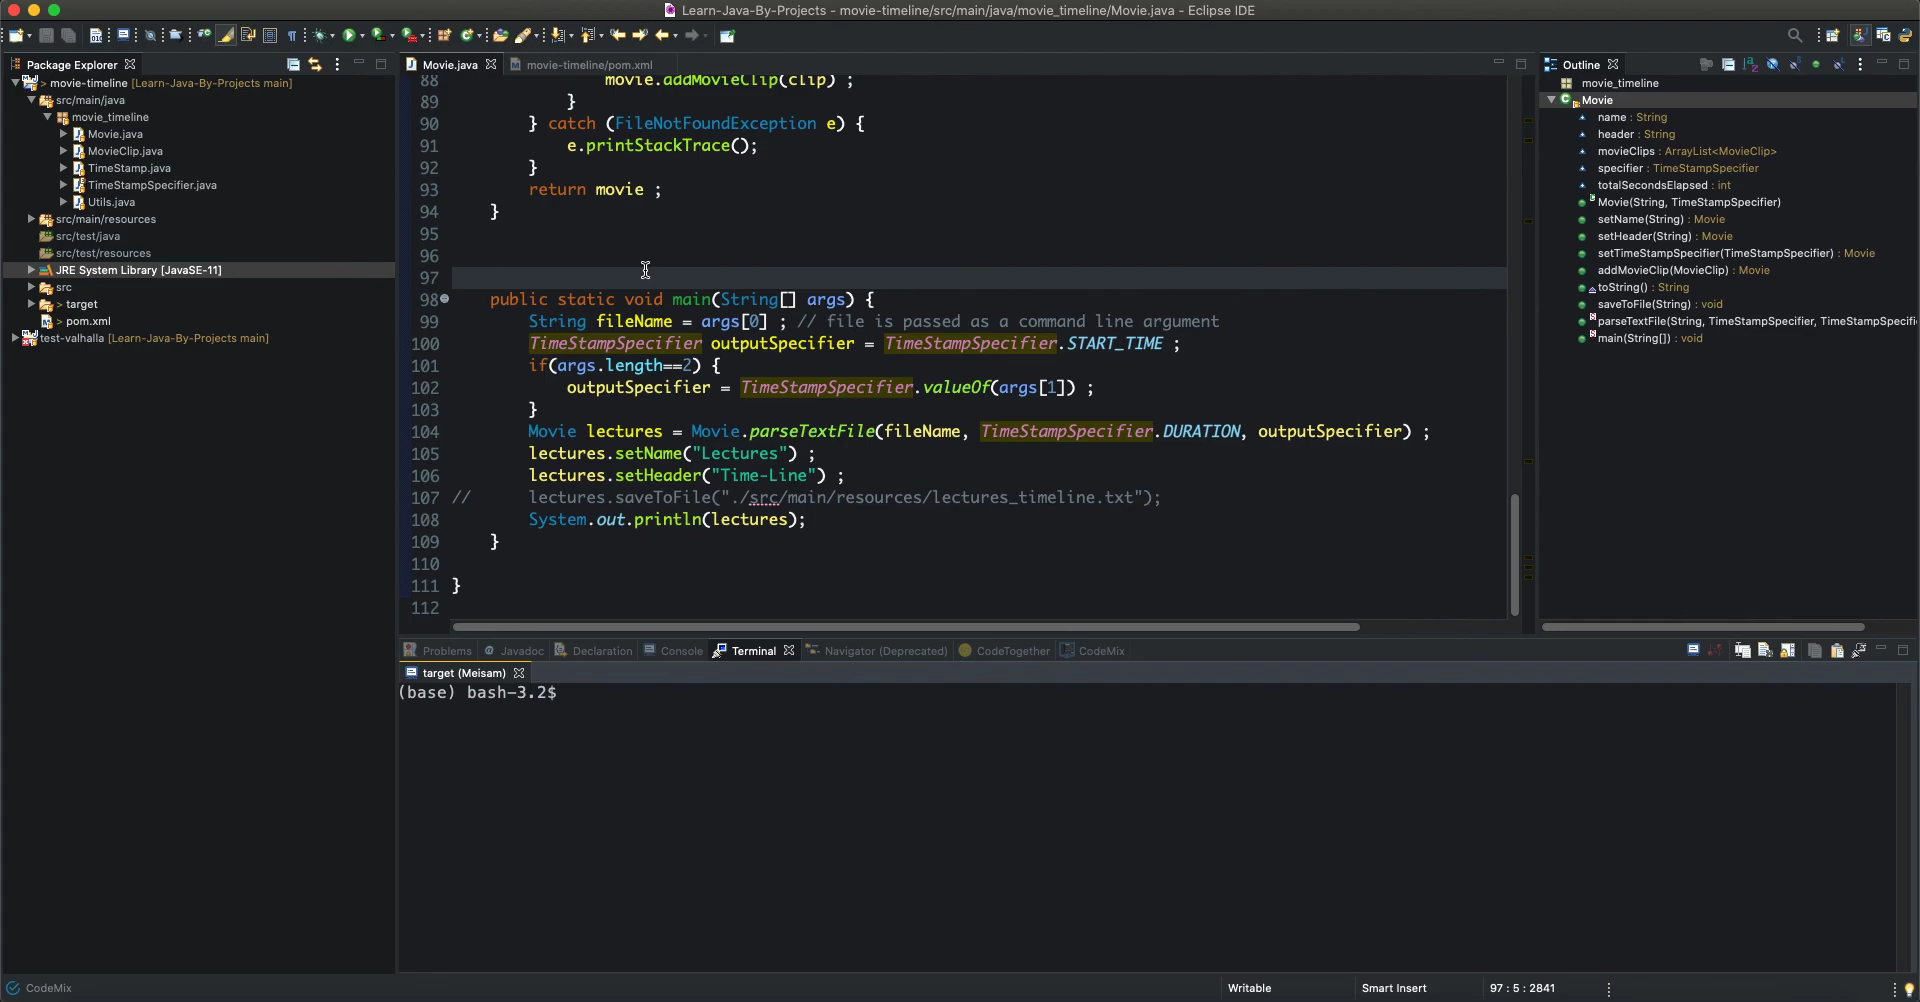 Learn-Java-By-Projects - movie-timeline/src/main/java/movie_timeline/Movie.java - Eclipse IDE
Package Explorer
movie-timeline [Learn-Java-By-Projects main]
src/main/java
movie_timeline
Movie.java
MovieClip.java
TimeStamp.java
TimeStampSpecifier.java
Utils.java
src/main/resources
src/test/java
src/test/resources
JRE System Library [JavaSE-11]
src
> target
> pom.xml
test-valhalla [Learn-Java-By-Projects main]
Movie.java
movie-timeline/pom.xml
88 movie.addMovieClip(clip) ;
89 }
90 } catch (FileNotFoundException e) {
91 e.printStackTrace();
92 }
93 return movie ;
94 }
95
96
97
98 public static void main(String[] args) {
99 String fileName = args[0] ; // file is passed as a command line argument
100 TimeStampSpecifier outputSpecifier = TimeStampSpecifier.START_TIME ;
101 if(args.length==2) {
102 outputSpecifier = TimeStampSpecifier.valueOf(args[1]) ;
103 }
104 Movie lectures = Movie.parseTextFile(fileName, TimeStampSpecifier.DURATION, outputSpecifier) ;
105 lectures.setName("Lectures") ;
106 lectures.setHeader("Time-Line") ;
107 // lectures.saveToFile("./src/main/resources/lectures_timeline.txt");
108 System.out.println(lectures);
109 }
110
111 }
112
Outline
movie_timeline
Movie
name : String
header : String
movieClips : ArrayList<MovieClip>
specifier : TimeStampSpecifier
totalSecondsElapsed : int
Movie(String, TimeStampSpecifier)
setName(String) : Movie
setHeader(String) : Movie
setTimeStampSpecifier(TimeStampSpecifier) : Movie
addMovieClip(MovieClip) : Movie
toString() : String
saveToFile(String) : void
parseTextFile(String, TimeStampSpecifier, TimeStampSpecifi
main(String[]) : void
Problems
Javadoc
Declaration
Console
Terminal
Navigator (Deprecated)
CodeTogether
CodeMix
target (Meisam)
(base) bash-3.2$
CodeMix
Writable
Smart Insert
97 : 5 : 2841